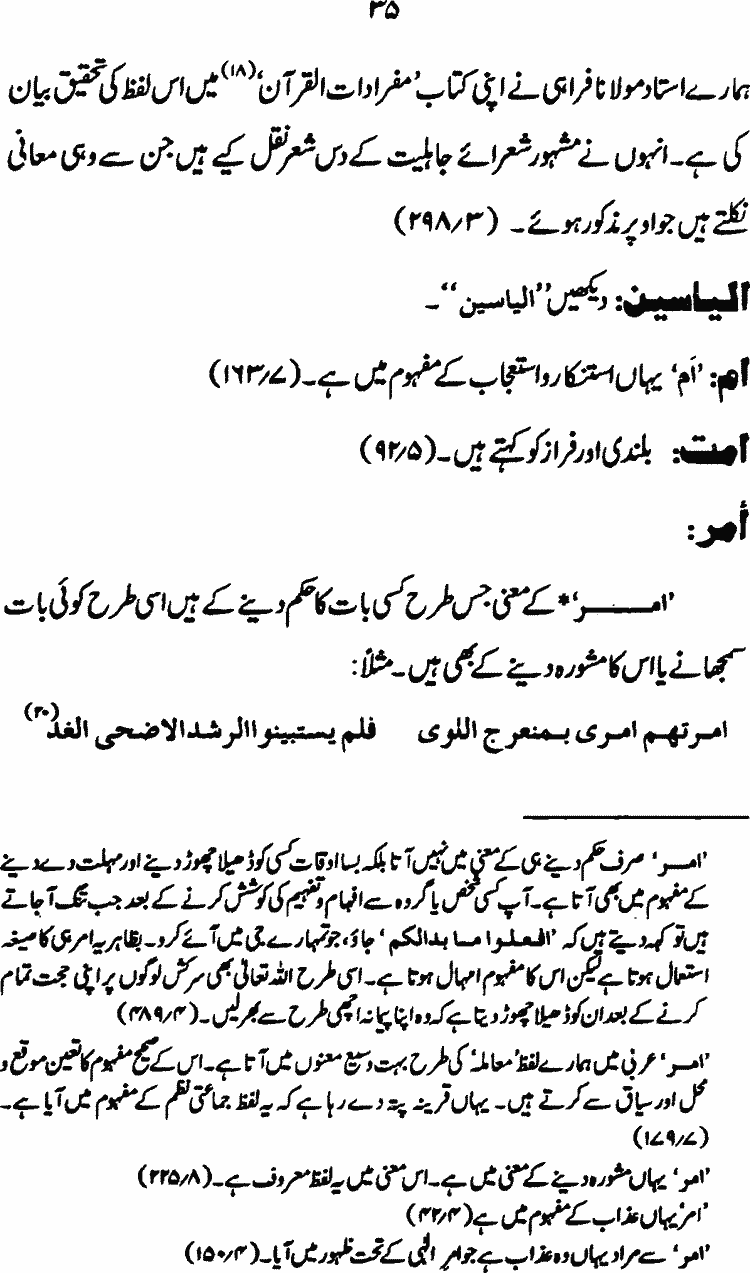 ۳۵
ہمارے استاد مولانا فراہی نے اپنی کتاب ’مفرادات القرآن‘(۱۸) میں اس لفظ کی تحقیق بیان
کی ہے۔ انہوں نے مشہور شعرائے جاہلیت کے دس شعر نقل کیے ہیں جن سے وہی معانی
نکلتے ہیں جو اوپر مذکور ہوئے۔ (۲۹۸/۳)
الیاسین: دیکھیں ”الیاسین“۔
أم: ’أم‘ یہاں استنکار و استعجاب کے مفہوم میں ہے۔ (۱۶۳/۷)
أمت: بلندی اور فراز کو کہتے ہیں۔ (۹۲/۵)
أمر:
’امر‘* کے معنی جس طرح کسی بات کا حکم دینے کے ہیں اسی طرح کوئی بات
سمجھانے یا اس کا مشورہ دینے کے بھی ہیں۔ مثلاً:
امرتهم امری بمنعرج اللوی فلم یستبینوا الرشد الا ضحی الغد(۲۰)
’امر‘ صرف حکم دینے ہی کے معنی میں نہیں آتا بلکہ بسا اوقات کسی کو ڈھیلا چھوڑ دینے اور مہلت دے دینے
کے مفہوم میں بھی آتا ہے۔ آپ کسی شخص یا گروہ سے افہام و تفہیم کی کوشش کرنے کے بعد جب تنگ آ جاتے
ہیں تو کہہ دیتے ہیں کہ ’افعلوا ما بدالکم‘ جاؤ، جو تمہارے جی میں آئے کرو۔ بظاہر یہ امر ہی کا صیغہ
استعمال ہوتا ہے لیکن اس کا مفہوم امہال ہوتا ہے۔ اسی طرح اللہ تعالیٰ بھی سرکش لوگوں پر اپنی حجت تمام
کرنے کے بعد ان کو ڈھیلا چھوڑ دیتا ہے کہ وہ اپنا پیمانہ اچھی طرح سے بھر لیں۔ (۴۸۹/۴)
’امر‘ عربی میں ہمارے لفظ ’معاملہ‘ کی طرح بہت وسیع معنوں میں آتا ہے۔ اس کے صحیح مفہوم کا تعین موقع و
محل اور سیاق سے کرتے ہیں۔ یہاں قرینہ پتہ دے رہا ہے کہ یہ لفظ جماعتی نظم کے مفہوم میں آیا ہے۔
(۱۷۹/۷)
’امر‘ یہاں مشورہ دینے کے معنی میں ہے۔ اس معنی میں یہ لفظ معروف ہے۔ (۲۲۵/۸)
’امر‘ یہاں عذاب کے مفہوم میں ہے (۴۲/۴)
’امر‘ سے مراد یہاں وہ عذاب ہے جو امر الٰہی کے تحت ظہور میں آیا۔ (۱۵۰/۴)